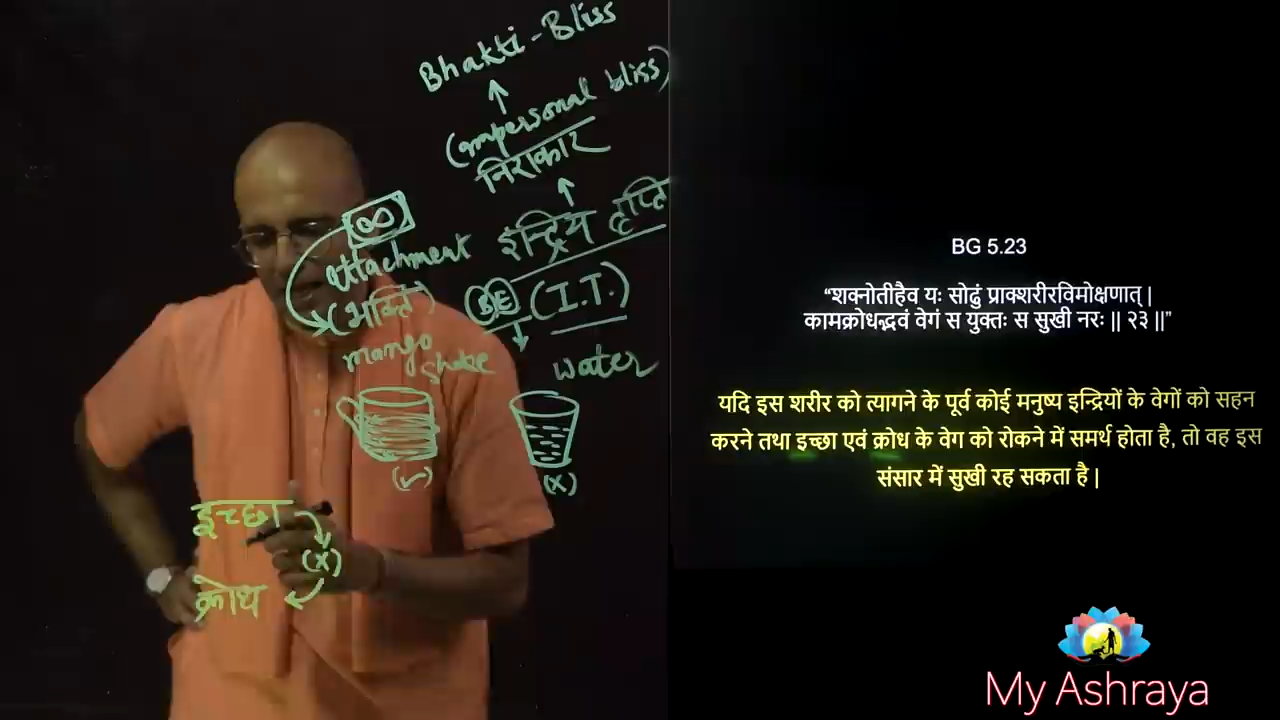 Bhakti-Bliss
(impersonal bliss)
निराकार
∞
attachment
इन्द्रिय तृप्ति
(भक्ति)
BE (I.T.)
mango shake
water
(✓)
(x)
इच्छा
(x)
क्रोध
BG 5.23
“शक्नोतीहैव यः सोढुं प्राक्शरीरविमोक्षणात् |
कामक्रोधद्भवं वेगं स युक्तः स सुखी नरः || २३ ||”
यदि इस शरीर को त्यागने के पूर्व कोई मनुष्य इन्द्रियों के वेगों को सहन
करने तथा इच्छा एवं क्रोध के वेग को रोकने में समर्थ होता है, तो वह इस
संसार में सुखी रह सकता है |
My Ashraya